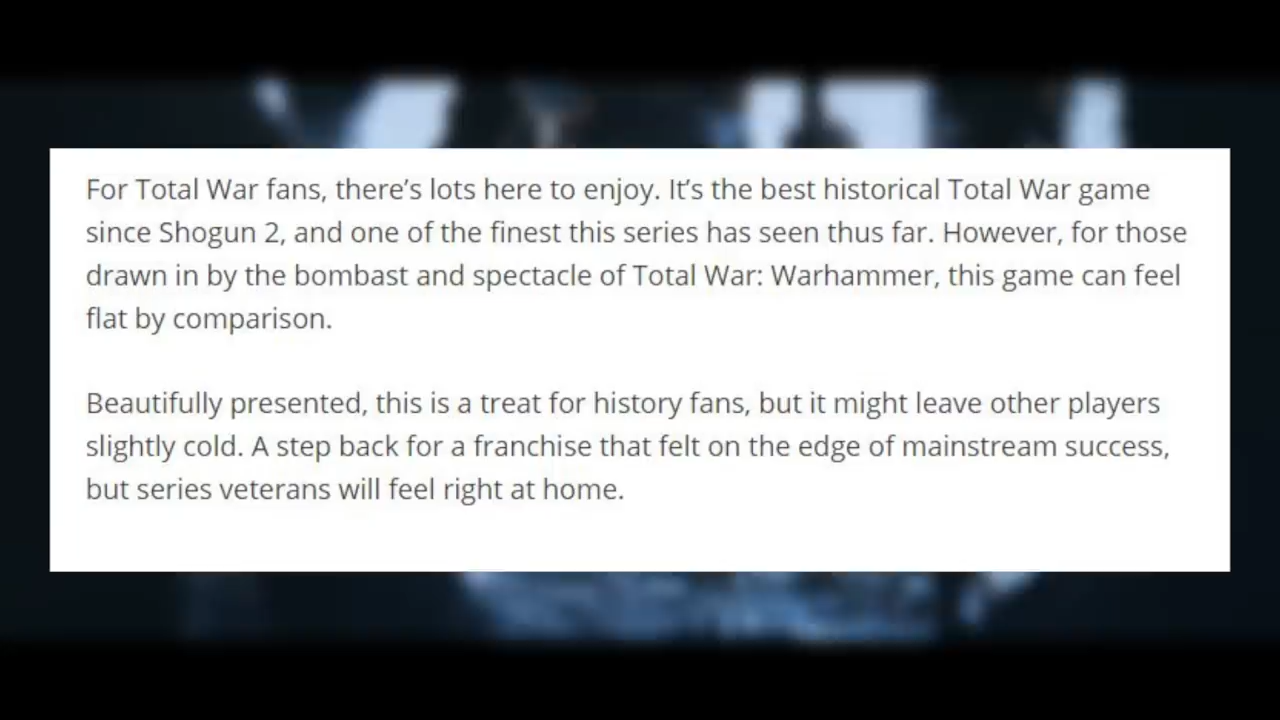 For Total War fans, there’s lots here to enjoy. It’s the best historical Total War game
since Shogun 2, and one of the finest this series has seen thus far. However, for those
drawn in by the bombast and spectacle of Total War: Warhammer, this game can feel
flat by comparison.
Beautifully presented, this is a treat for history fans, but it might leave other players
slightly cold. A step back for a franchise that felt on the edge of mainstream success,
but series veterans will feel right at home.